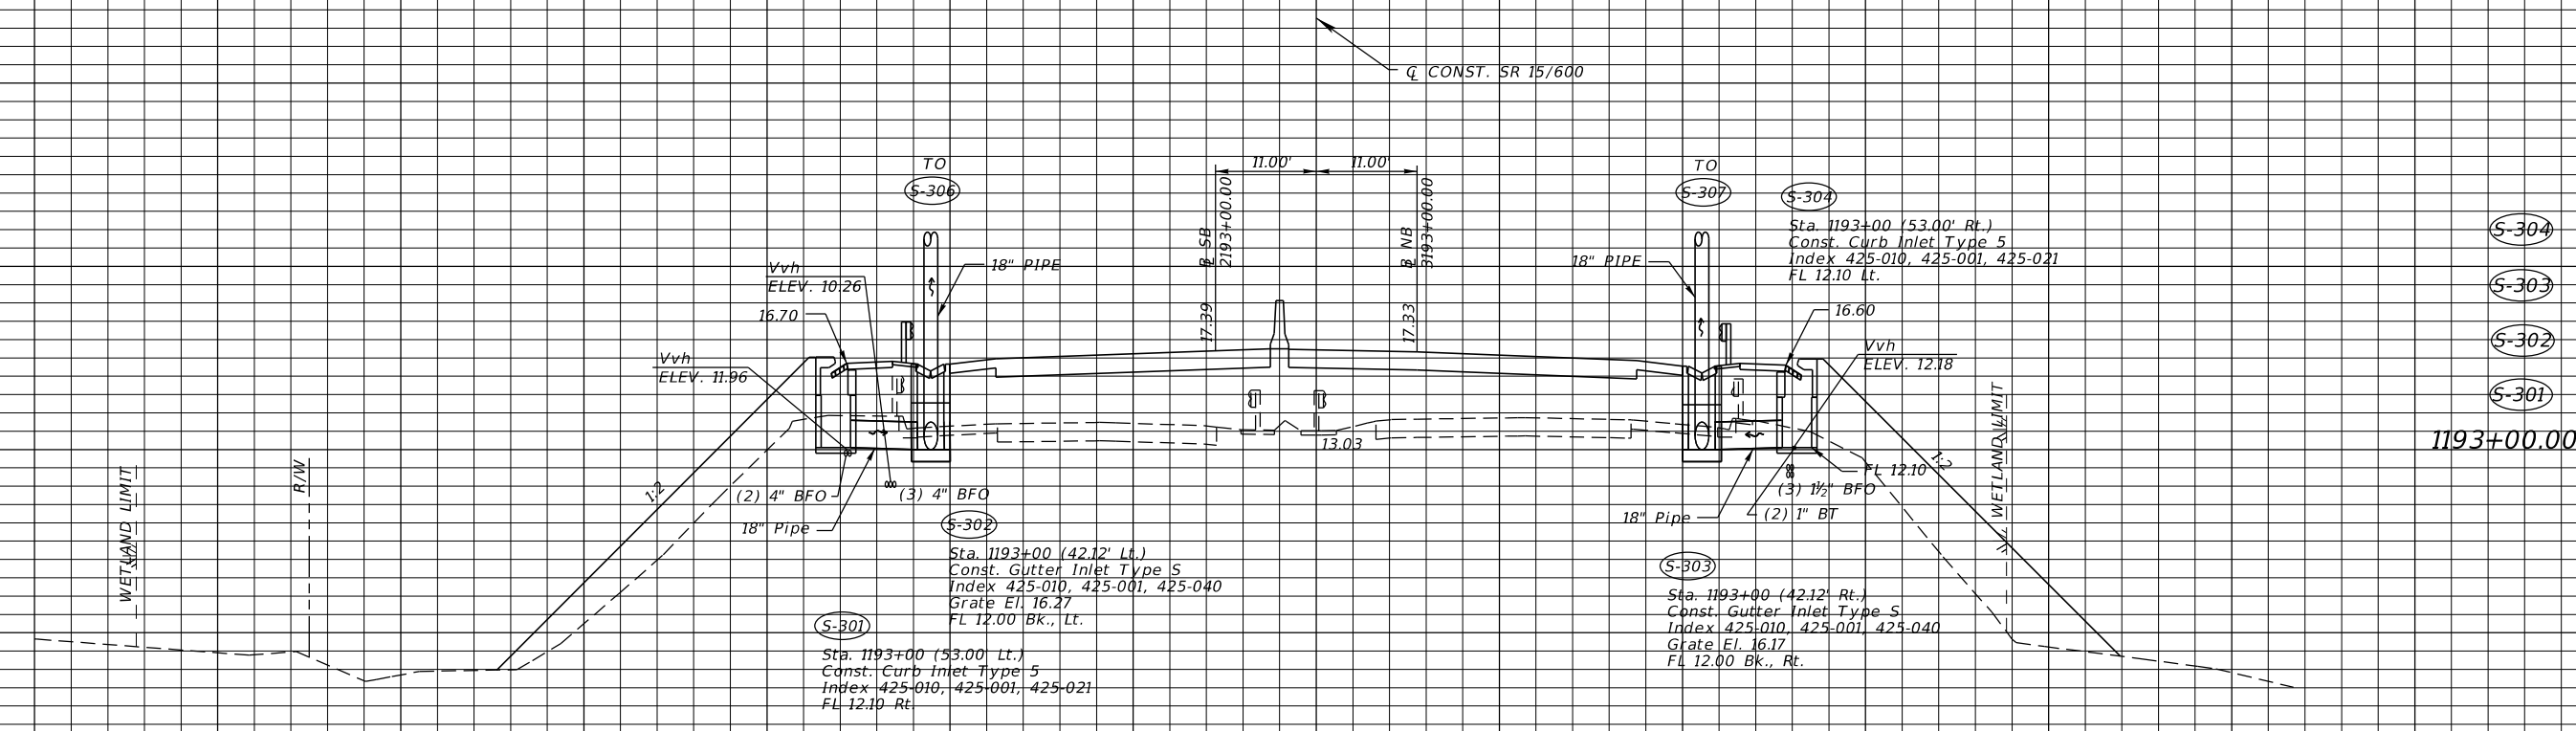 ℄ CONST. SR 15/600
TO
S-306
11.00'
11.00'
TO
S-307
S-304
Sta. 1193+00 (53.00' Rt.)
Const. Curb Inlet Type 5
Index 425-010, 425-001, 425-021
FL 12.10 Lt.
℄ SB
2193+00.00
17.39
℄ NB
3193+00.00
17.33
18" PIPE
18" PIPE
Vvh
ELEV. 10.26
16.70
Vvh
ELEV. 11.96
16.60
Vvh
ELEV. 12.18
S-304
S-303
S-302
S-301
1193+00.00
13.03
WETLAND LIMIT
R/W
1:2
(2) 4" BFO
(3) 4" BFO
18" Pipe
S-302
Sta. 1193+00 (42.12' Lt.)
Const. Gutter Inlet Type S
Index 425-010, 425-001, 425-040
Grate El. 16.27
FL 12.00 Bk., Lt.
S-301
Sta. 1193+00 (53.00 Lt.)
Const. Curb Inlet Type 5
Index 425-010, 425-001, 425-021
FL 12.10 Rt.
FL 12.10
(3) 1½" BFO
(2) 1" BT
18" Pipe
1:2
WETLAND LIMIT
S-303
Sta. 1193+00 (42.12' Rt.)
Const. Gutter Inlet Type S
Index 425-010, 425-001, 425-040
Grate El. 16.17
FL 12.00 Bk., Rt.